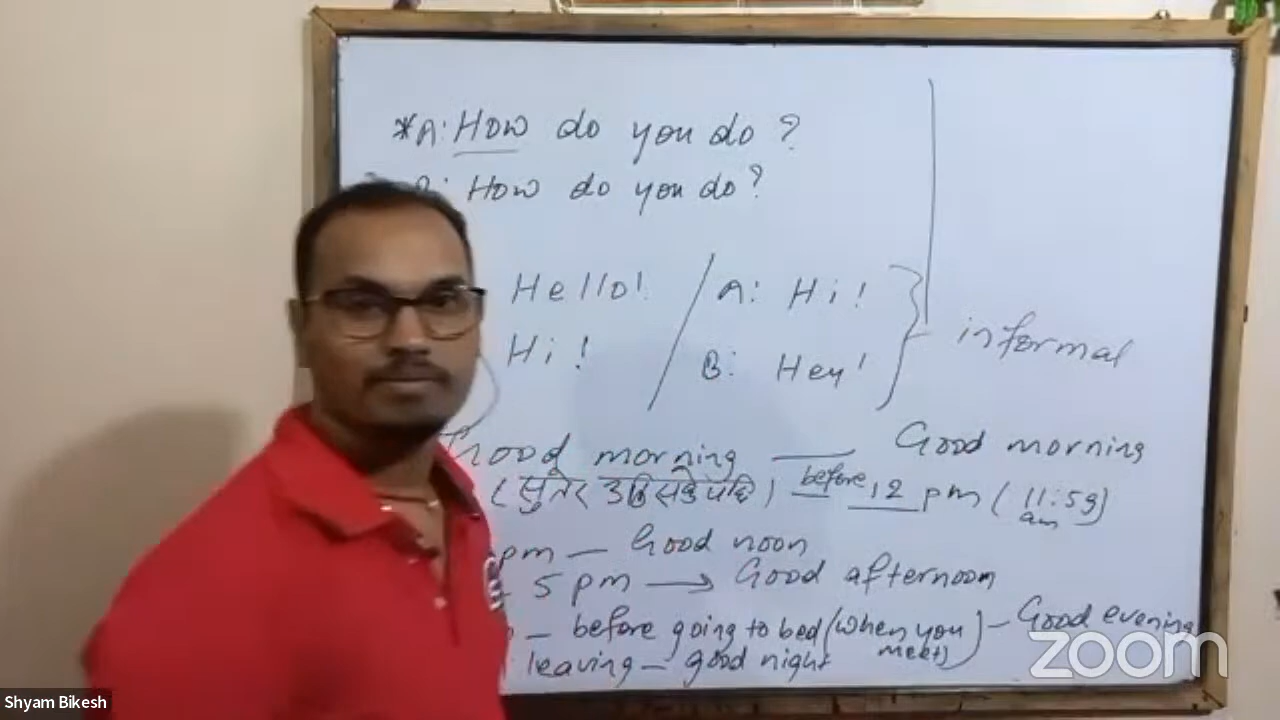 *A: How do you do?
B: How do you do?
Hello! / A: Hi!
Hi! B: Hey!
informal
Good morning — Good morning
(सुतेर उठिसकेपछि) before 12 pm (11:59 am)
pm — Good noon
5 pm → Good afternoon
– before going to bed (when you meet) – Good evening
leaving – good night
zoom
Shyam Bikesh